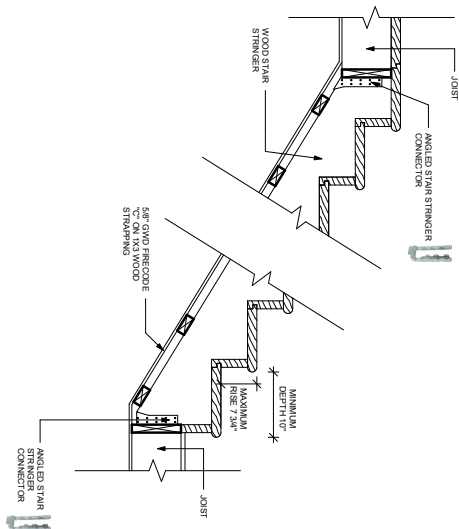 JOIST
ANGLED STAIR STRINGER
CONNECTOR
WOOD STAIR
STRINGER
5/8" GWD FIRECODE
"C" ON 1X3 WOOD
STRAPPING
MINIMUM
DEPTH 10"
MAXIMUM
RISE 7 3/4"
JOIST
ANGLED STAIR
STRINGER
CONNECTOR